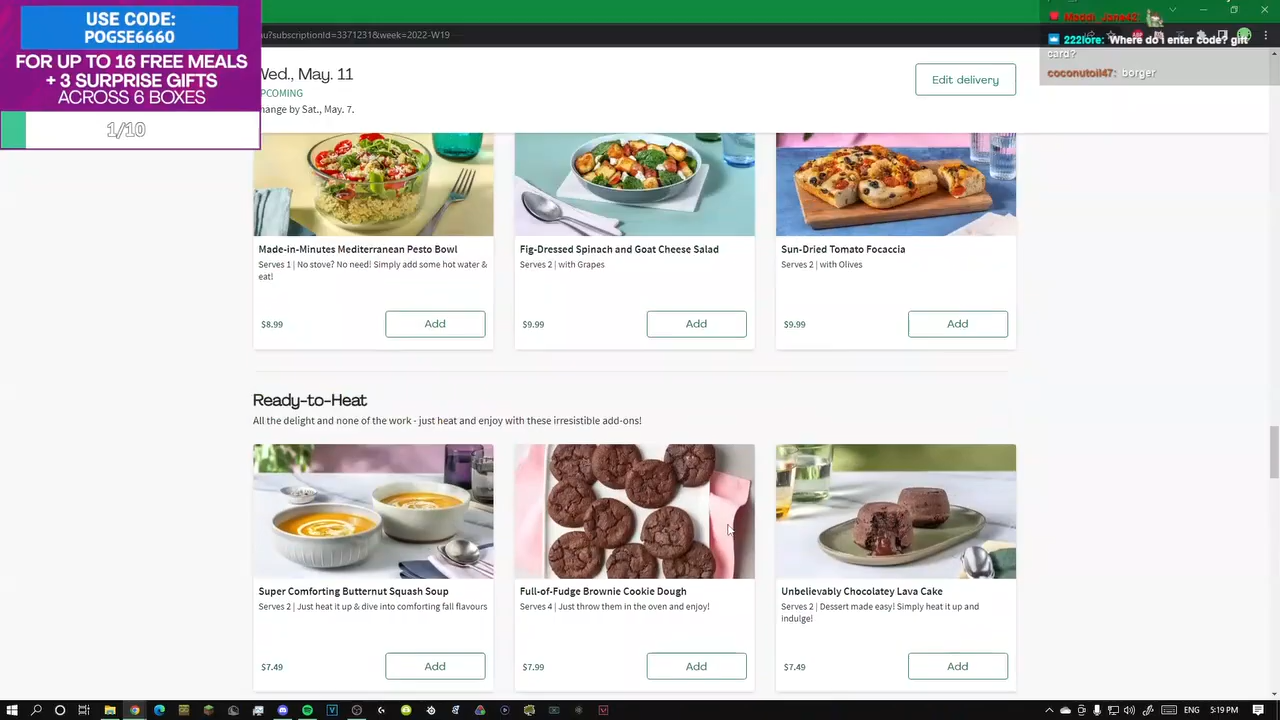 USE CODE:
POGSE6660
FOR UP TO 16 FREE MEALS
+ 3 SURPRISE GIFTS
ACROSS 6 BOXES
1/10
u?subscriptionId=3371231&week=2022-W19
Wed., May. 11
PCOMING
hange by Sat., May. 7.
Edit delivery
Maddi_Jane42:
222lore: Where do i enter code? gift
card?
coconutoil47: borger
Made-in-Minutes Mediterranean Pesto Bowl
Serves 1 | No stove? No need! Simply add some hot water &
eat!
$8.99
Add
Fig-Dressed Spinach and Goat Cheese Salad
Serves 2 | with Grapes
$9.99
Add
Sun-Dried Tomato Focaccia
Serves 2 | with Olives
$9.99
Add
Ready-to-Heat
All the delight and none of the work - just heat and enjoy with these irresistible add-ons!
Super Comforting Butternut Squash Soup
Serves 2 | Just heat it up & dive into comforting fall flavours
$7.49
Add
Full-of-Fudge Brownie Cookie Dough
Serves 4 | Just throw them in the oven and enjoy!
$7.99
Add
Unbelievably Chocolatey Lava Cake
Serves 2 | Dessert made easy! Simply heat it up and
indulge!
$7.49
Add
5:19 PM